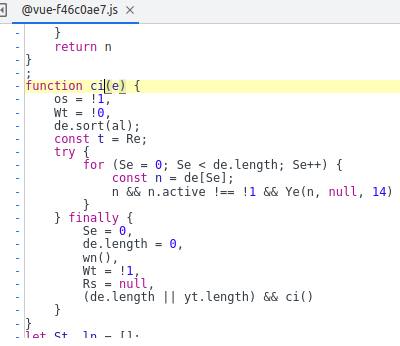 @vue-f46c0ae7.js ×
}
return n
}
;
function ci(e) {
os = !1,
Wt = !0,
de.sort(al);
const t = Re;
try {
for (Se = 0; Se < de.length; Se++) {
const n = de[Se];
n && n.active !== !1 && Ye(n, null, 14)
}
} finally {
Se = 0,
de.length = 0,
wn(),
Wt = !1,
Rs = null,
(de.length || yt.length) && ci()
}
}
let St, ln = [];